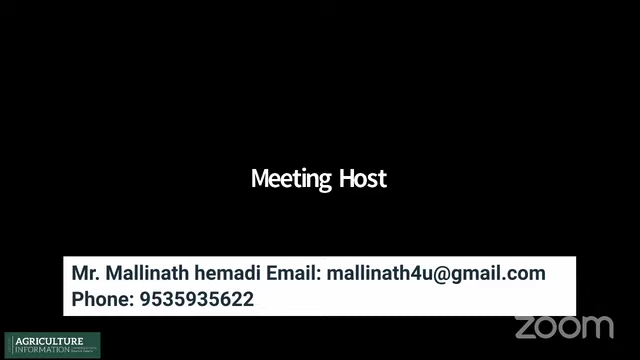 Meeting Host
Mr. Mallinath hemadi Email: mallinath4u@gmail.com
Phone: 9535935622
zoom
AGRICULTURE
INFORMATION